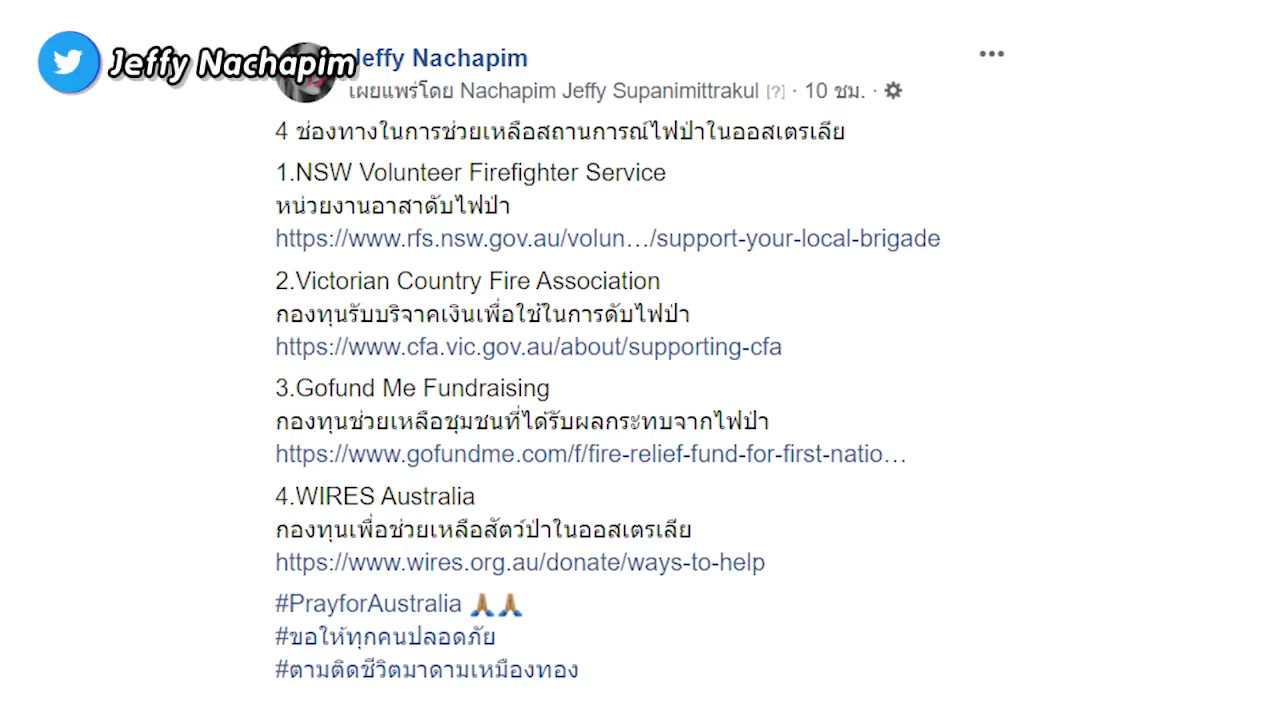 Jeffy Nachapim
Jeffy Nachapim
เผยแพร่โดย Nachapim Jeffy Supanimittrakul [?] · 10 ชม. ·
4 ช่องทางในการช่วยเหลือสถานการณ์ไฟป่าในออสเตรเลีย
1.NSW Volunteer Firefighter Service
หน่วยงานอาสาดับไฟป่า
https://www.rfs.nsw.gov.au/volun…/support-your-local-brigade
2.Victorian Country Fire Association
กองทุนรับบริจาคเงินเพื่อใช้ในการดับไฟป่า
https://www.cfa.vic.gov.au/about/supporting-cfa
3.Gofund Me Fundraising
กองทุนช่วยเหลือชุมชนที่ได้รับผลกระทบจากไฟป่า
https://www.gofundme.com/f/fire-relief-fund-for-first-natio…
4.WIRES Australia
กองทุนเพื่อช่วยเหลือสัตว์ป่าในออสเตรเลีย
https://www.wires.org.au/donate/ways-to-help
#PrayforAustralia 🙏🏽🙏🏽
#ขอให้ทุกคนปลอดภัย
#ตามติดชีวิตมาดามเหมืองทอง